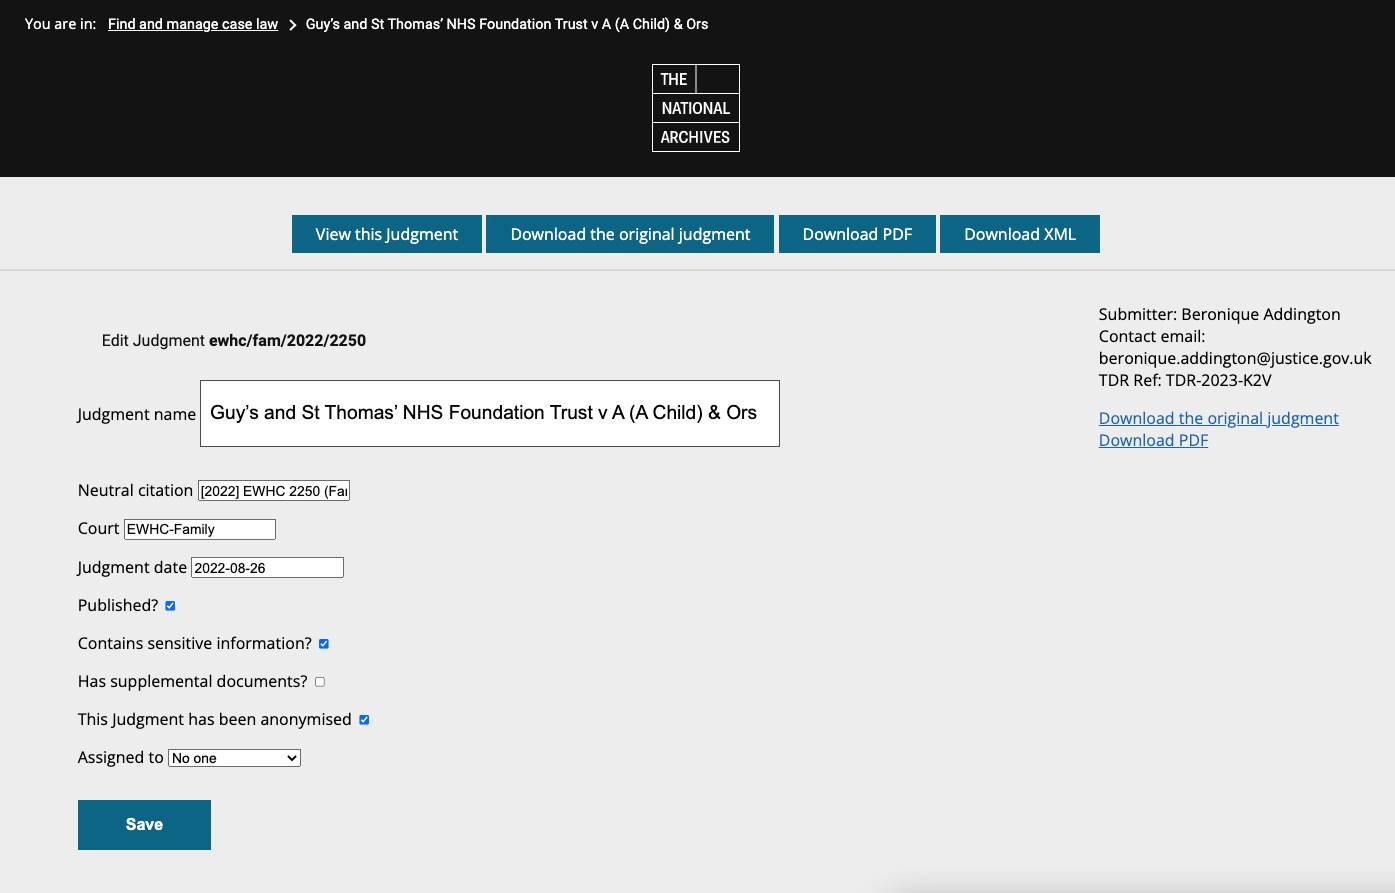 You are in: Find and manage case law > Guy’s and St Thomas’ NHS Foundation Trust v A (A Child) & Ors
THE
NATIONAL
ARCHIVES
View this Judgment Download the original judgment Download PDF Download XML
Submitter: Beronique Addington
Contact email:
beronique.addington@justice.gov.uk
TDR Ref: TDR-2023-K2V
Download the original judgment
Download PDF
Edit Judgment ewhc/fam/2022/2250
Judgment name Guy’s and St Thomas’ NHS Foundation Trust v A (A Child) & Ors
Neutral citation [2022] EWHC 2250 (Fa
Court EWHC-Family
Judgment date 2022-08-26
Published?
Contains sensitive information?
Has supplemental documents?
This Judgment has been anonymised
Assigned to No one
Save